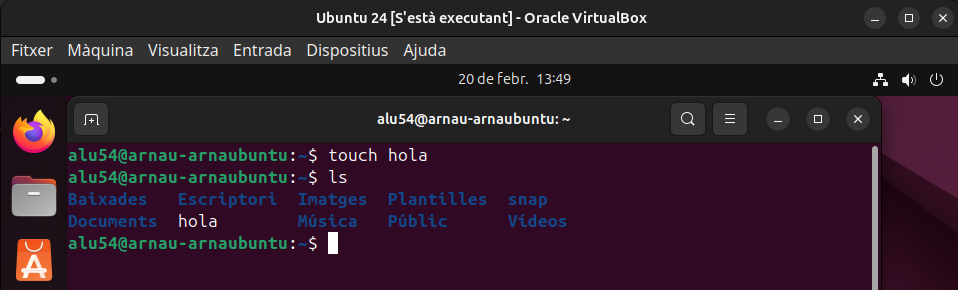 Ubuntu 24 [S'està executant] - Oracle VirtualBox
Fitxer Màquina Visualitza Entrada Dispositius Ajuda
20 de febr. 13:49
alu54@arnau-arnaubuntu: ~
alu54@arnau-arnaubuntu:~$ touch hola
alu54@arnau-arnaubuntu:~$ ls
Baixades Escriptori Imatges Plantilles snap
Documents hola Música Públic Vídeos
alu54@arnau-arnaubuntu:~$